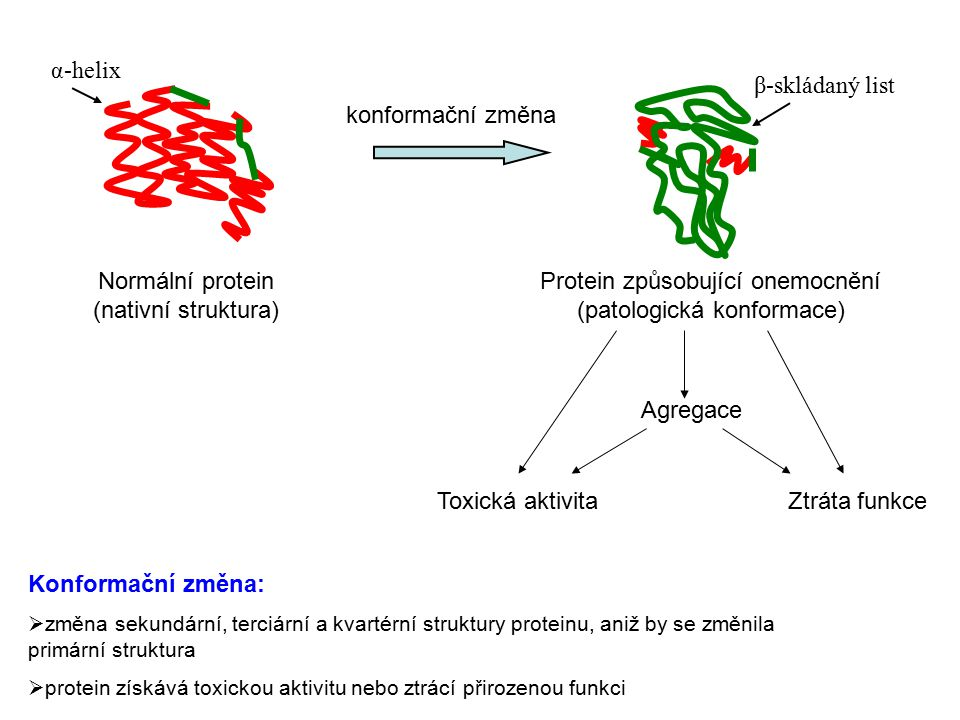 α-helix
β-skládaný list
konformační změna
Normální protein
(nativní struktura)
Protein způsobující onemocnění
(patologická konformace)
Agregace
Toxická aktivita
Ztráta funkce
Konformační změna:
➢změna sekundární, terciární a kvartérní struktury proteinu, aniž by se změnila
primární struktura
➢protein získává toxickou aktivitu nebo ztrácí přirozenou funkci